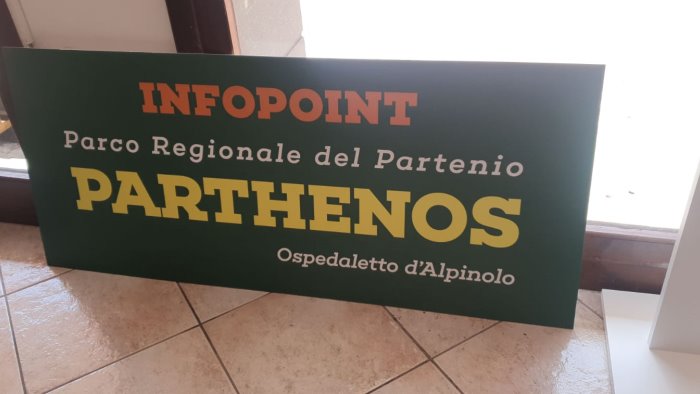 INFOPOINT
Parco Regionale del Partenio
PARTHENOS
Ospedaletto d'Alpinolo